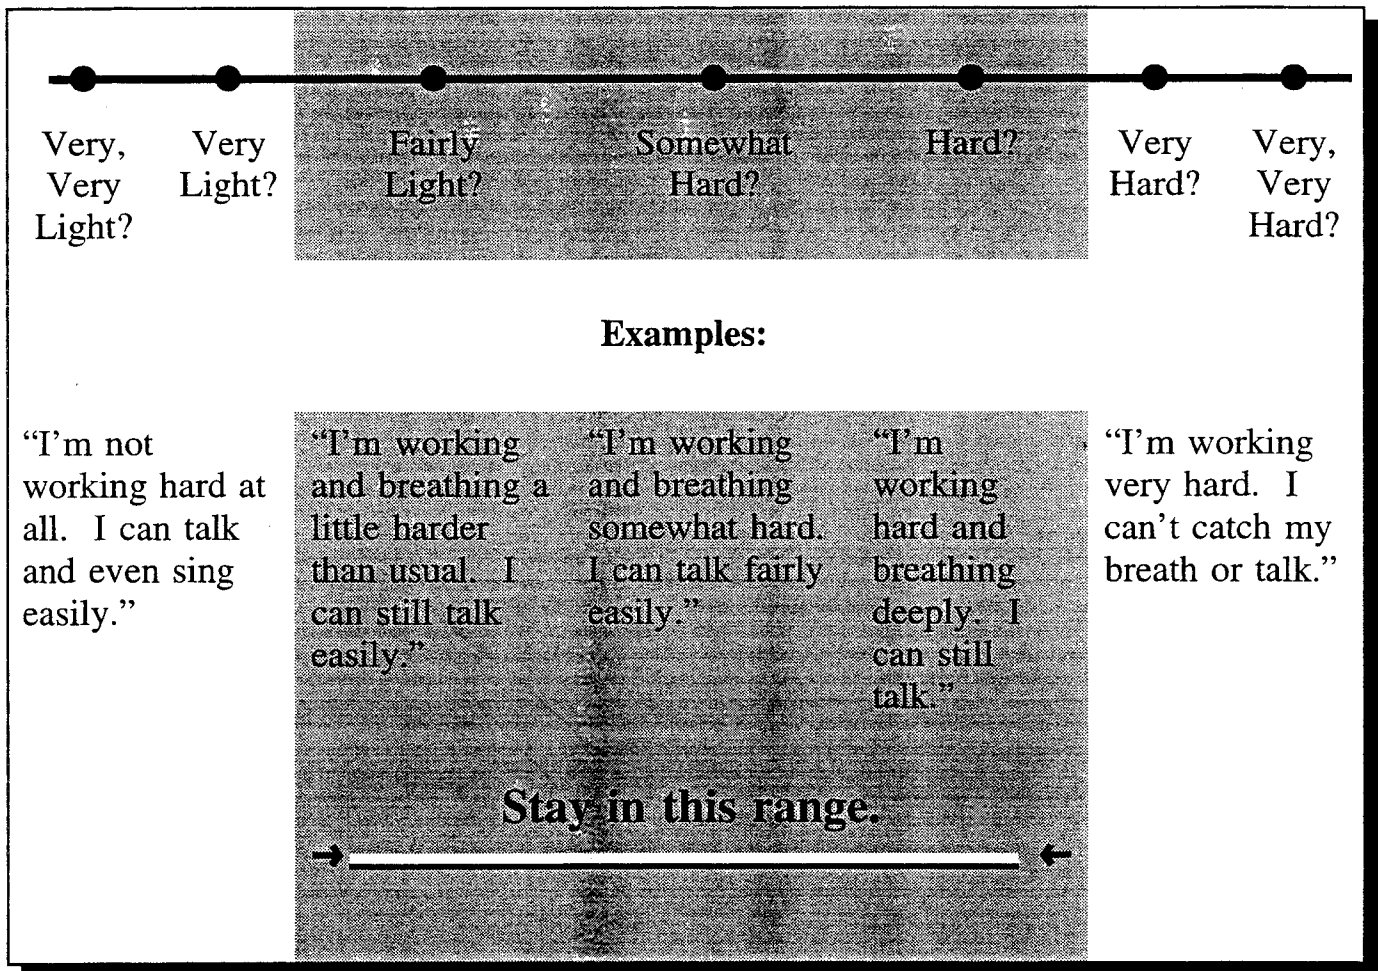 Very,
Very
Light?
Very
Light?
Fairly
Light?
Somewhat
Hard?
Hard?
Very
Hard?
Very,
Very
Hard?
Examples:
“I’m not
working hard at
all. I can talk
and even sing
easily.”
“I’m working
and breathing a
little harder
than usual. I
can still talk
easily.”
“I’m working
and breathing
somewhat hard.
I can talk fairly
easily.”
“I’m
working
hard and
breathing
deeply. I
can still
talk.”
“I’m working
very hard. I
can’t catch my
breath or talk.”
Stay in this range.